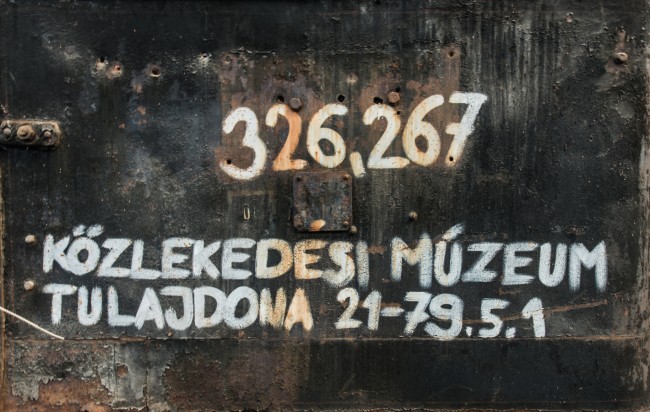 326,267
KÖZLEKEDESI MÚZEUM
TULAJDONA 21-79.5.1